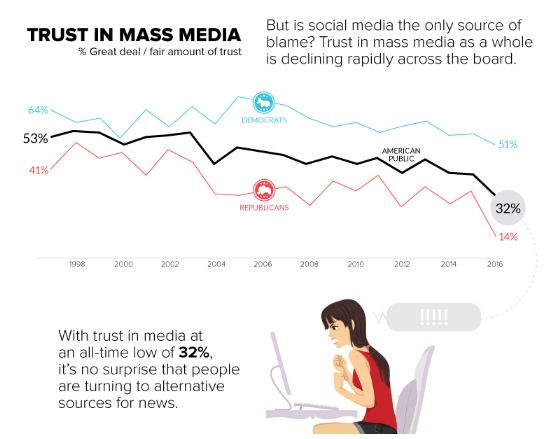 TRUST IN MASS MEDIA
% Great deal / fair amount of trust
But is social media the only source of
blame? Trust in mass media as a whole
is declining rapidly across the board.
64%
53%
41%
DEMOCRATS
AMERICAN
PUBLIC
REPUBLICANS
51%
32%
14%
1998 2000 2002 2004 2006 2008 2010 2012 2014 2016
!!!!!
With trust in media at
an all-time low of 32%,
it's no surprise that people
are turning to alternative
sources for news.